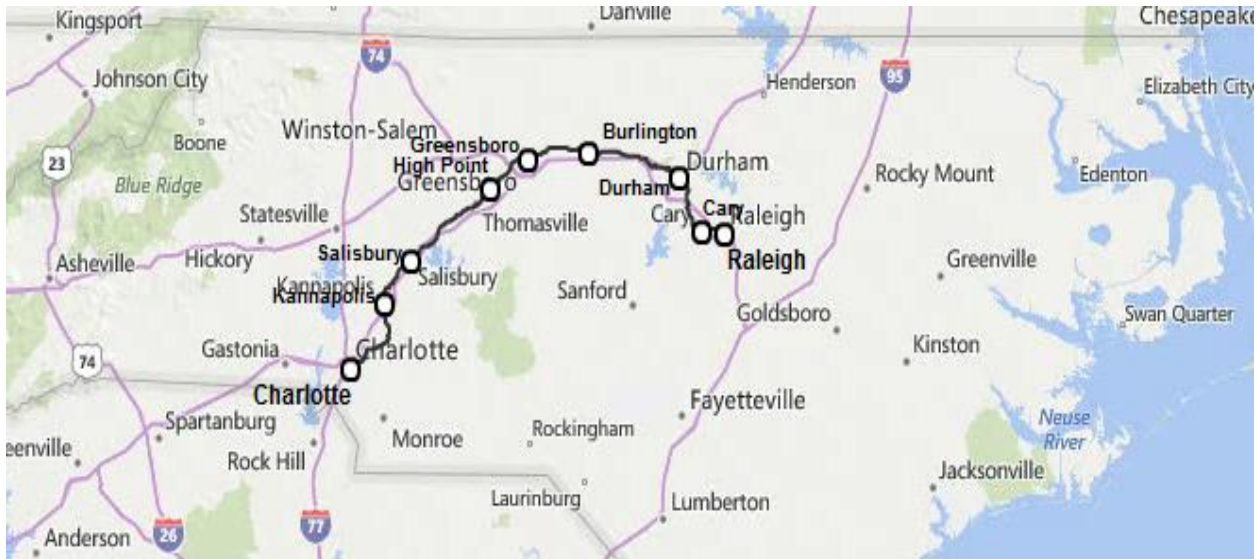 Kingsport
Danville
Chesapeake
74
Johnson City
Henderson
95
Elizabeth City
Boone
Winston-Salem
Burlington
Greensboro
23
High Point
Durham
Blue Ridge
Greensboro
Durham
Rocky Mount
Edenton
Statesville
Thomasville
Cary
Cary
Raleigh
Hickory
Salisbury
Salisbury
Raleigh
Asheville
Greenville
Kannapolis
Kannapolis
Sanford
Goldsboro
Swan Quarter
Gastonia
Charlotte
Kinston
74
Charlotte
Fayetteville
Spartanburg
Monroe
Rockingham
Neuse
River
eenville
Rock Hill
Laurinburg
Jacksonville
Lumberton
26
77
Anderson